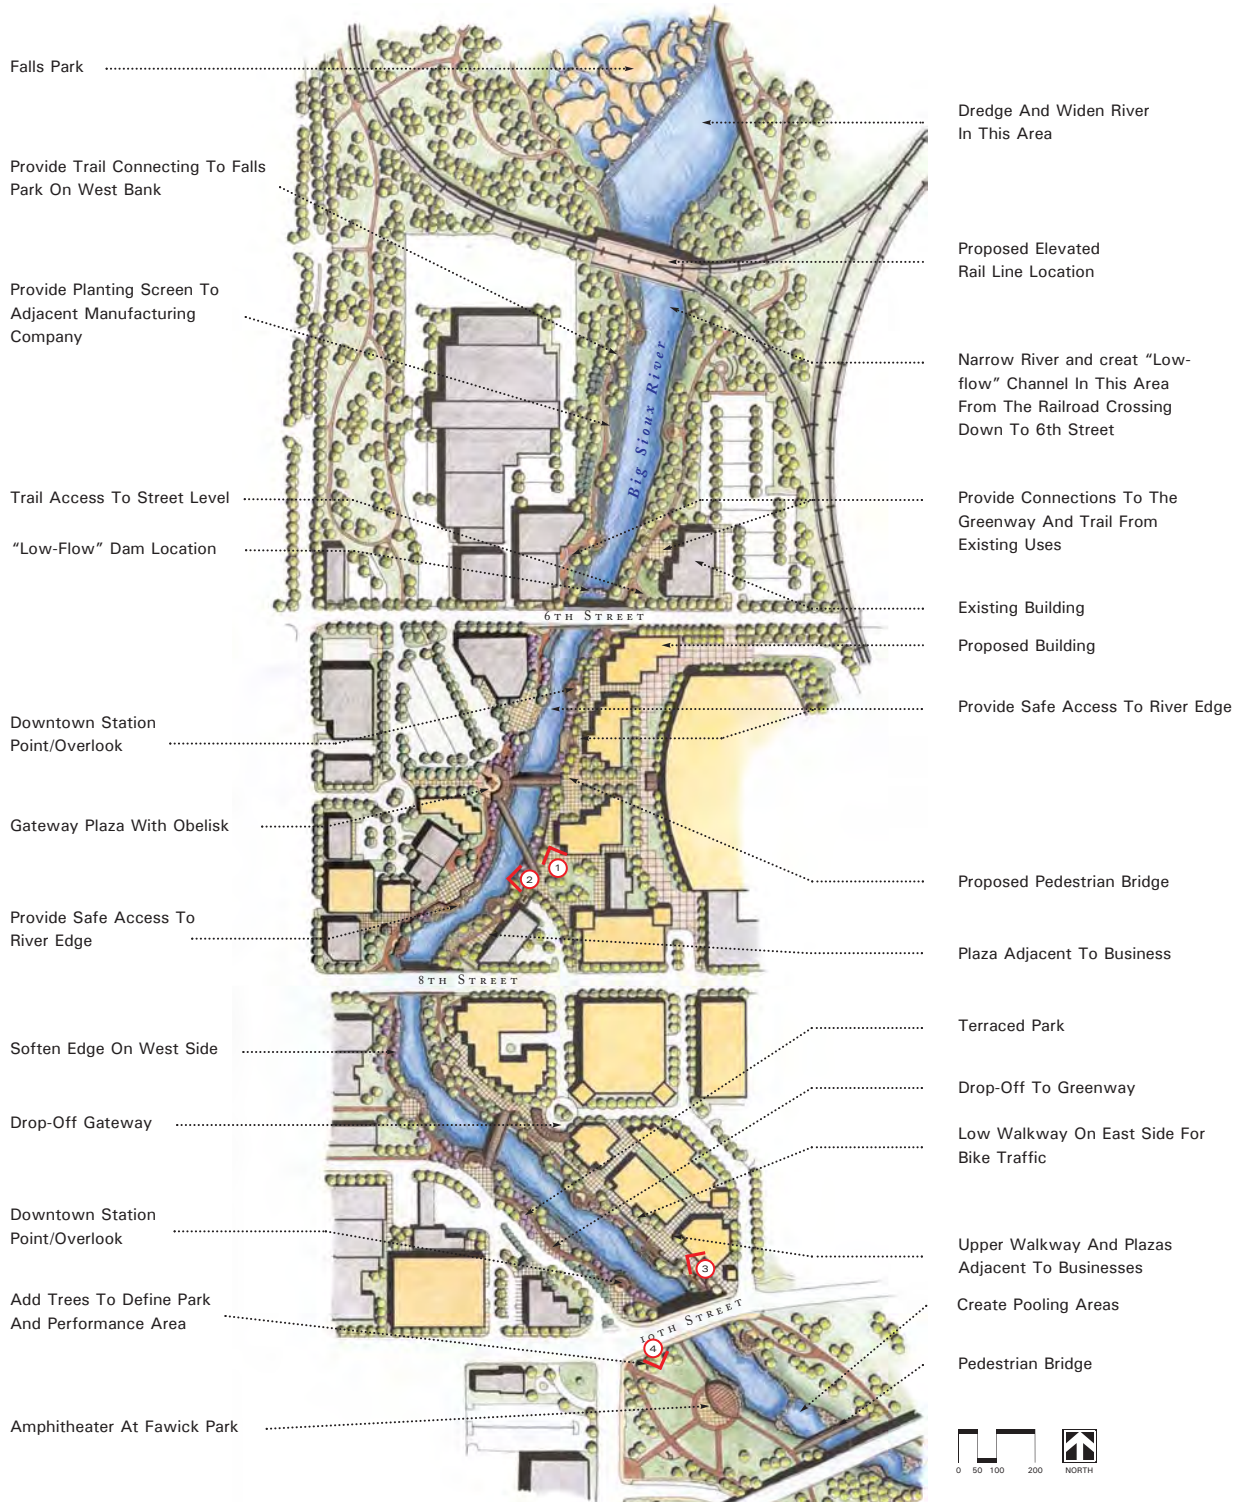 Falls Park
Provide Trail Connecting To Falls
Park On West Bank
Provide Planting Screen To
Adjacent Manufacturing
Company
Trail Access To Street Level
“Low-Flow” Dam Location
Downtown Station
Point/Overlook
Gateway Plaza With Obelisk
Provide Safe Access To
River Edge
Soften Edge On West Side
Drop-Off Gateway
Downtown Station
Point/Overlook
Add Trees To Define Park
And Performance Area
Amphitheater At Fawick Park
Big Sioux River
6th Street
2
1
8th Street
3
10th Street
4
Dredge And Widen River
In This Area
Proposed Elevated
Rail Line Location
Narrow River and creat “Low-
flow” Channel In This Area
From The Railroad Crossing
Down To 6th Street
Provide Connections To The
Greenway And Trail From
Existing Uses
Existing Building
Proposed Building
Provide Safe Access To River Edge
Proposed Pedestrian Bridge
Plaza Adjacent To Business
Terraced Park
Drop-Off To Greenway
Low Walkway On East Side For
Bike Traffic
Upper Walkway And Plazas
Adjacent To Businesses
Create Pooling Areas
Pedestrian Bridge
0 50 100 200
NORTH